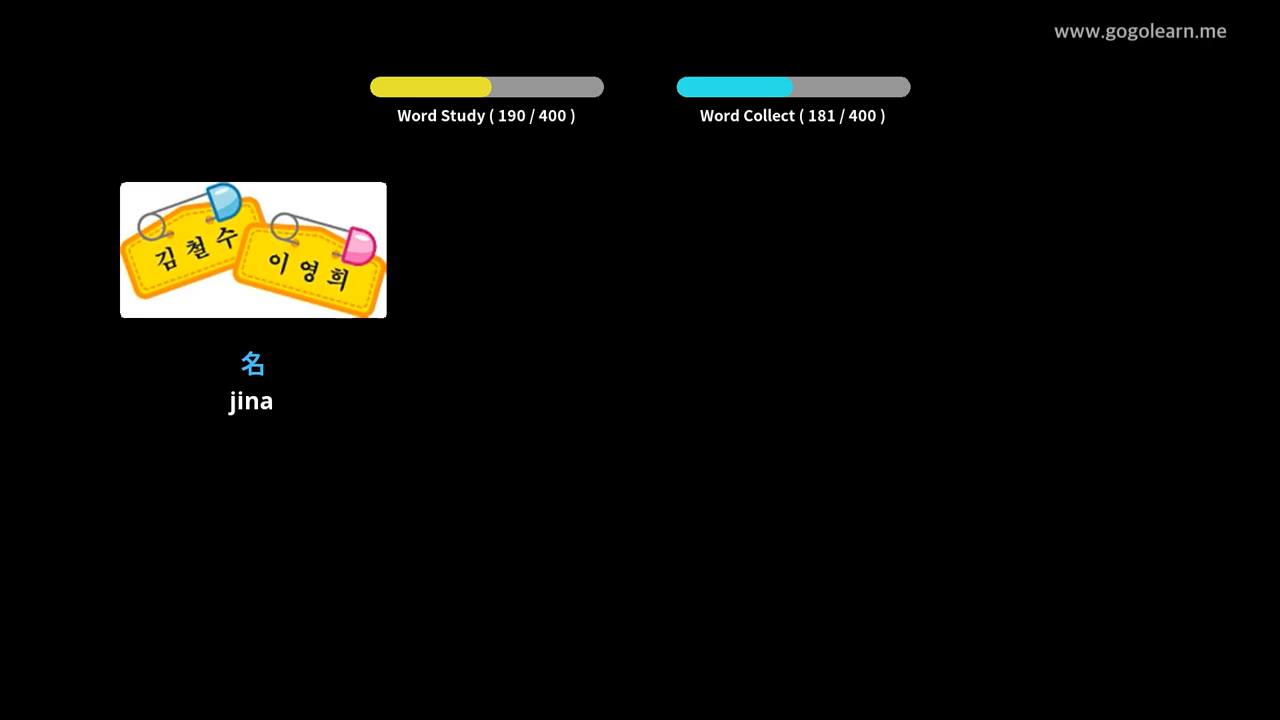 www.gogolearn.me
Word Study ( 190 / 400 )
Word Collect ( 181 / 400 )
김철수
이영희
名
jina